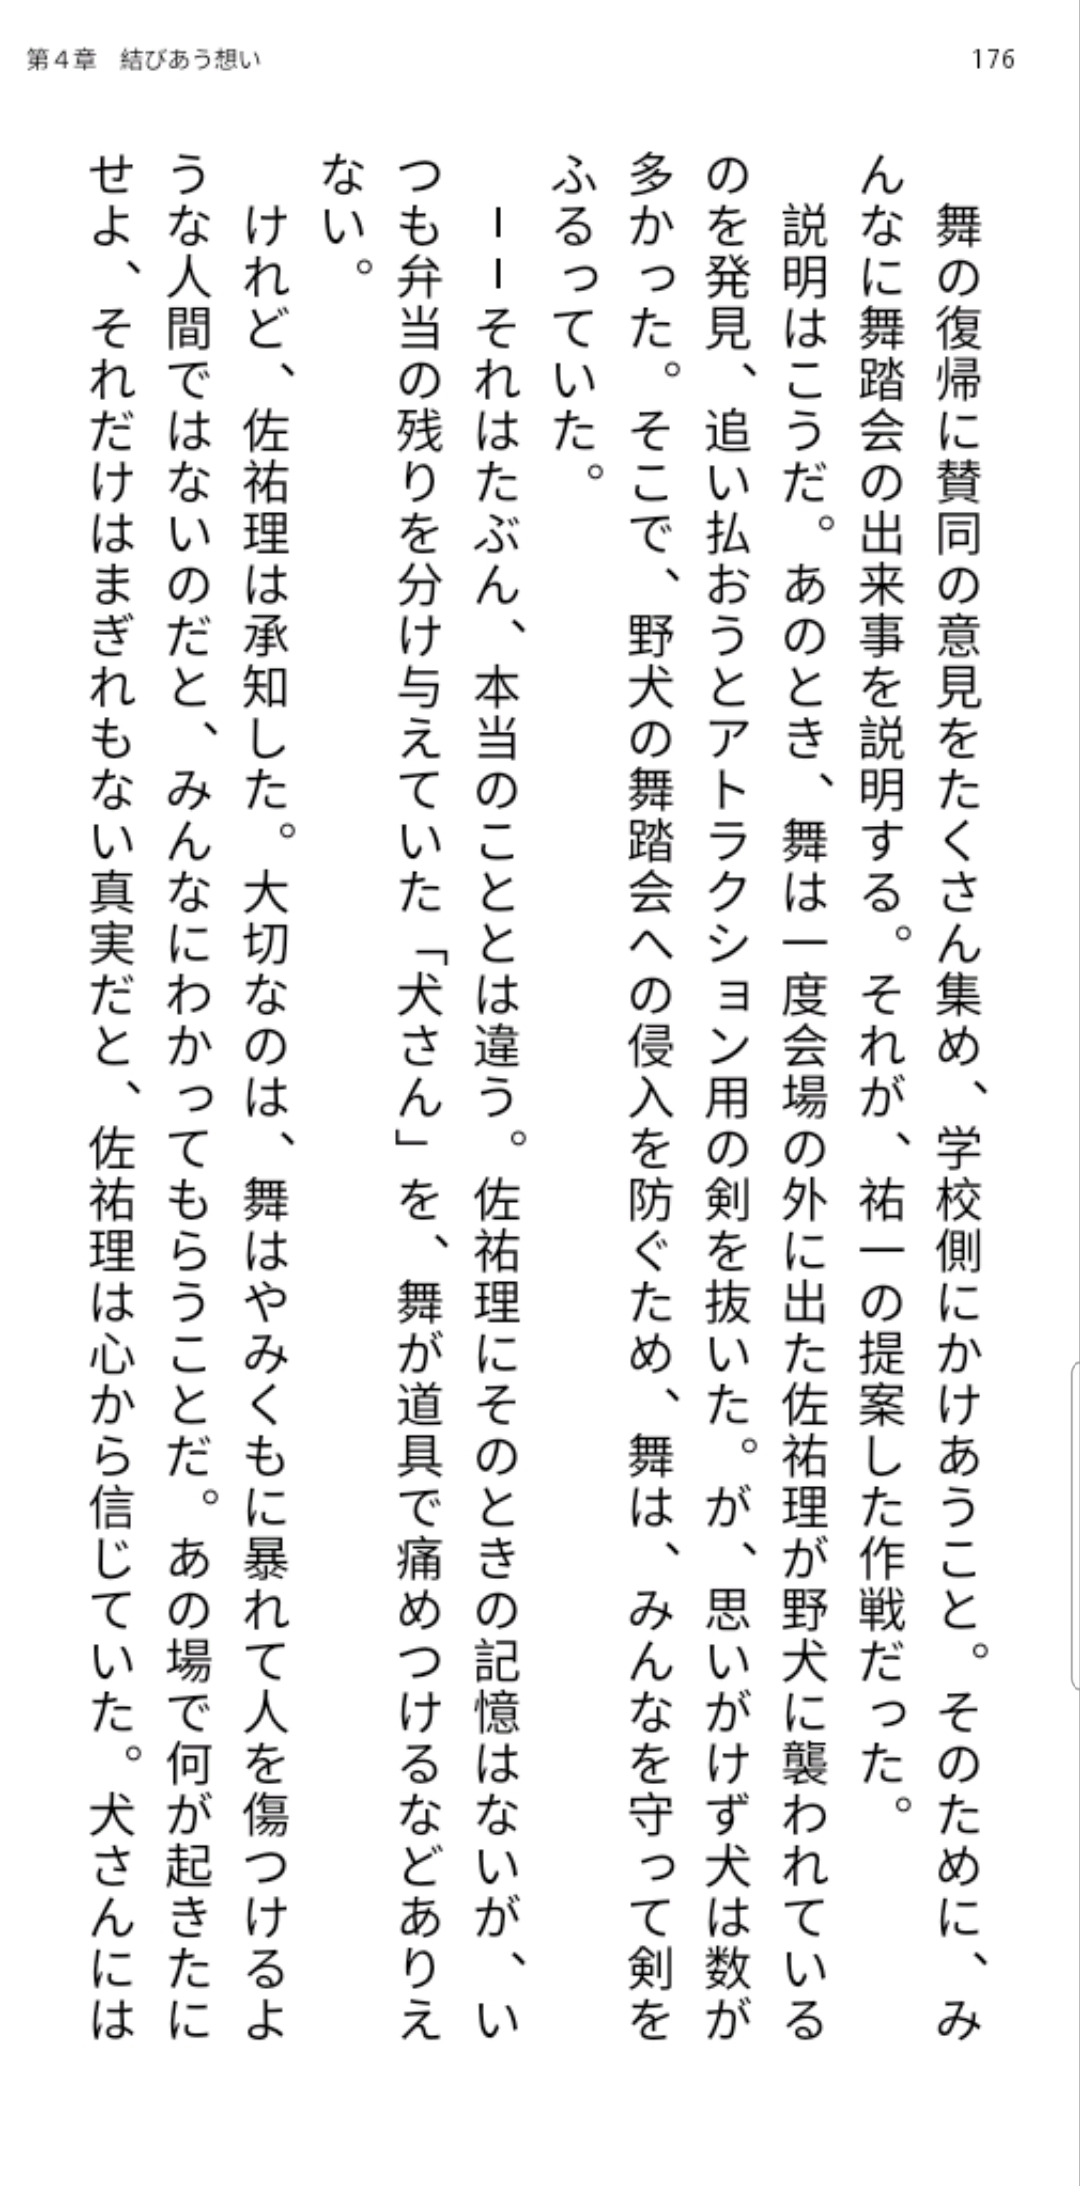 第４章　結びあう想い
176
　舞の復帰に賛同の意見をたくさん集め、学校側にかけあうこと。そのために、み
んなに舞踏会の出来事を説明する。それが、祐一の提案した作戦だった。
　説明はこうだ。あのとき、舞は一度会場の外に出た佐祐理が野犬に襲われている
のを発見、追い払おうとアトラクション用の剣を抜いた。が、思いがけず犬は数が
多かった。そこで、野犬の舞踏会への侵入を防ぐため、舞は、みんなを守って剣を
ふるっていた。
　ーーそれはたぶん、本当のこととは違う。佐祐理にそのときの記憶はないが、い
つも弁当の残りを分け与えていた「犬さん」を、舞が道具で痛めつけるなどありえ
ない。
　けれど、佐祐理は承知した。大切なのは、舞はやみくもに暴れて人を傷つけるよ
うな人間ではないのだと、みんなにわかってもらうことだ。あの場で何が起きたに
せよ、それだけはまぎれもない真実だと、佐祐理は心から信じていた。犬さんには